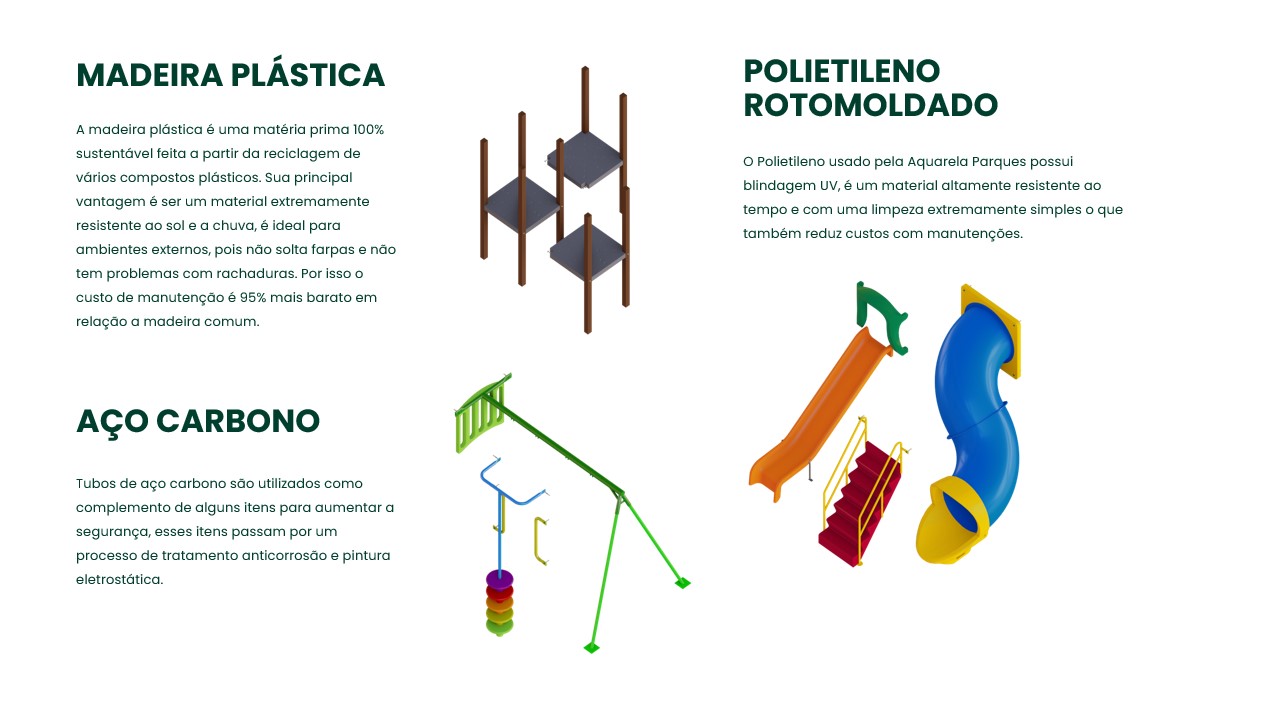 MADEIRA PLÁSTICA
A madeira plástica é uma matéria prima 100%
sustentável feita a partir da reciclagem de
vários compostos plásticos. Sua principal
vantagem é ser um material extremamente
resistente ao sol e a chuva, é ideal para
ambientes externos, pois não solta farpas e não
tem problemas com rachaduras. Por isso o
custo de manutenção é 95% mais barato em
relação a madeira comum.
AÇO CARBONO
Tubos de aço carbono são utilizados como
complemento de alguns itens para aumentar a
segurança, esses itens passam por um
processo de tratamento anticorrosão e pintura
eletrostática.
POLIETILENO
ROTOMOLDADO
O Polietileno usado pela Aquarela Parques possui
blindagem UV, é um material altamente resistente ao
tempo e com uma limpeza extremamente simples o que
também reduz custos com manutenções.